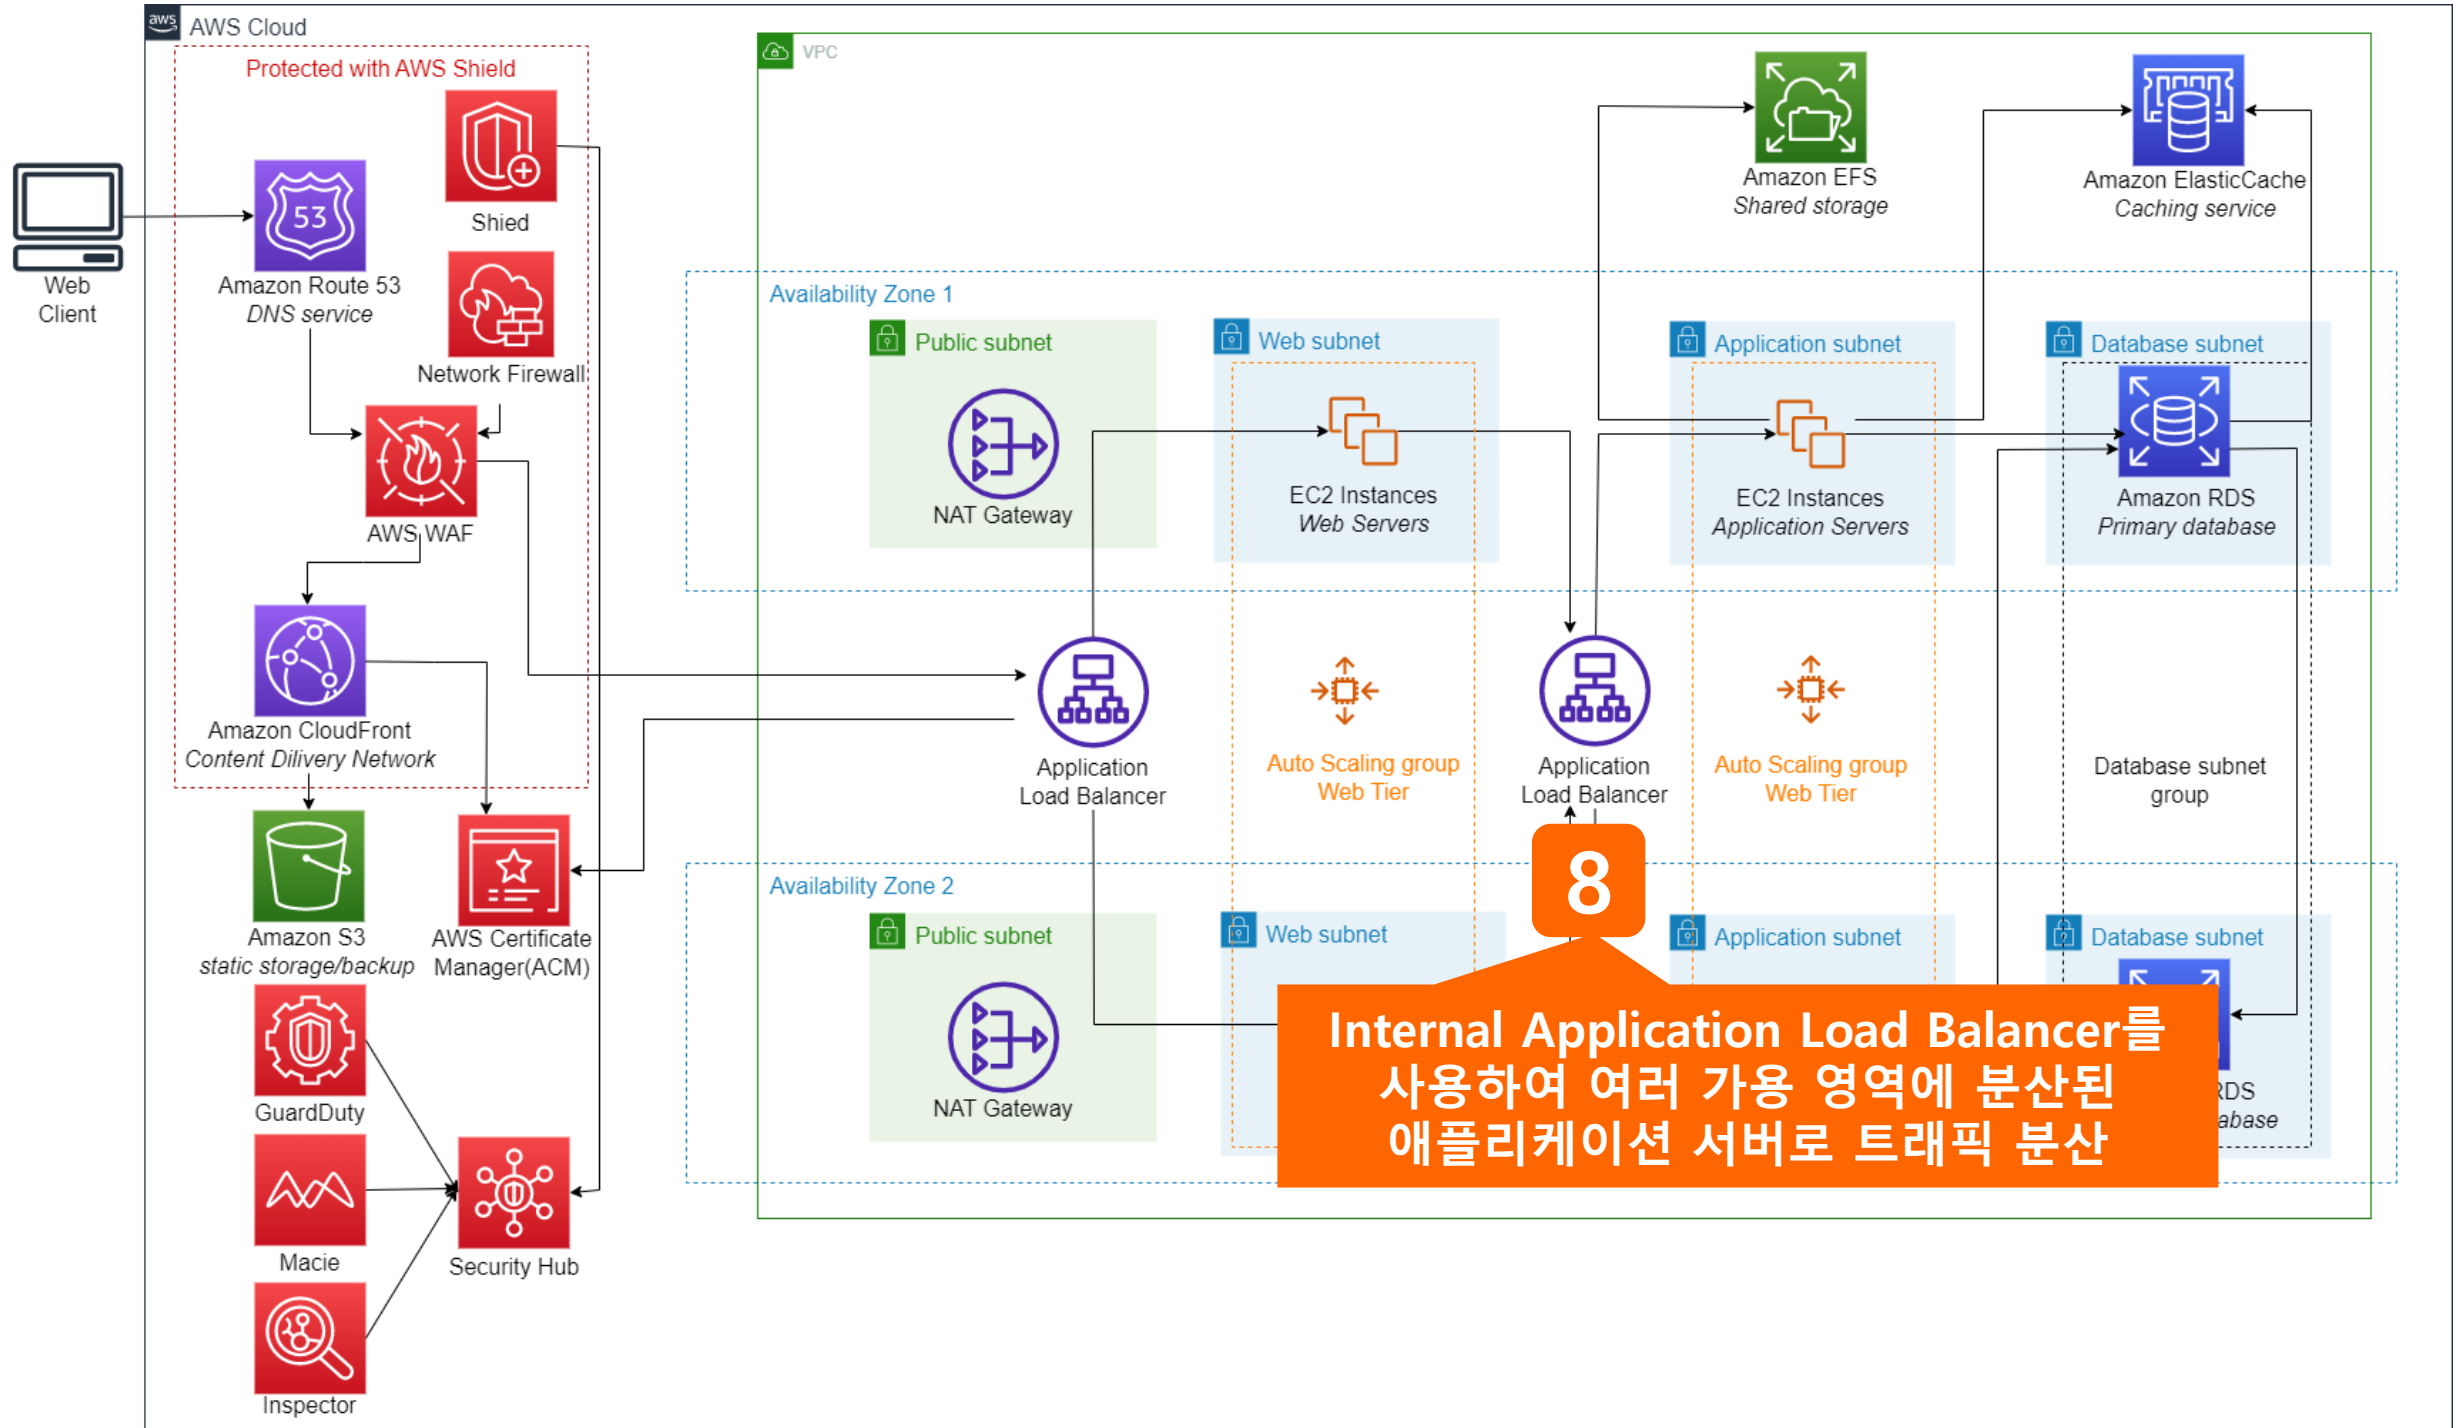 aws
AWS Cloud
Protected with AWS Shield
Shied
53
Amazon Route 53
DNS service
Web
Client
Network Firewall
AWS WAF
Amazon CloudFront
Content Dilivery Network
Amazon S3
static storage/backup
AWS Certificate
Manager(ACM)
GuardDuty
Macie
Security Hub
Inspector
VPC
Amazon EFS
Shared storage
Amazon ElasticCache
Caching service
Availability Zone 1
Public subnet
NAT Gateway
Web subnet
EC2 Instances
Web Servers
Application subnet
EC2 Instances
Application Servers
Database subnet
Amazon RDS
Primary database
Application
Load Balancer
Auto Scaling group
Web Tier
Application
Load Balancer
Auto Scaling group
Web Tier
Database subnet
group
Availability Zone 2
Public subnet
NAT Gateway
Web subnet
Application subnet
Database subnet
RDS
8
Internal Application Load Balancer를
사용하여 여러 가용 영역에 분산된
애플리케이션 서버로 트래픽 분산